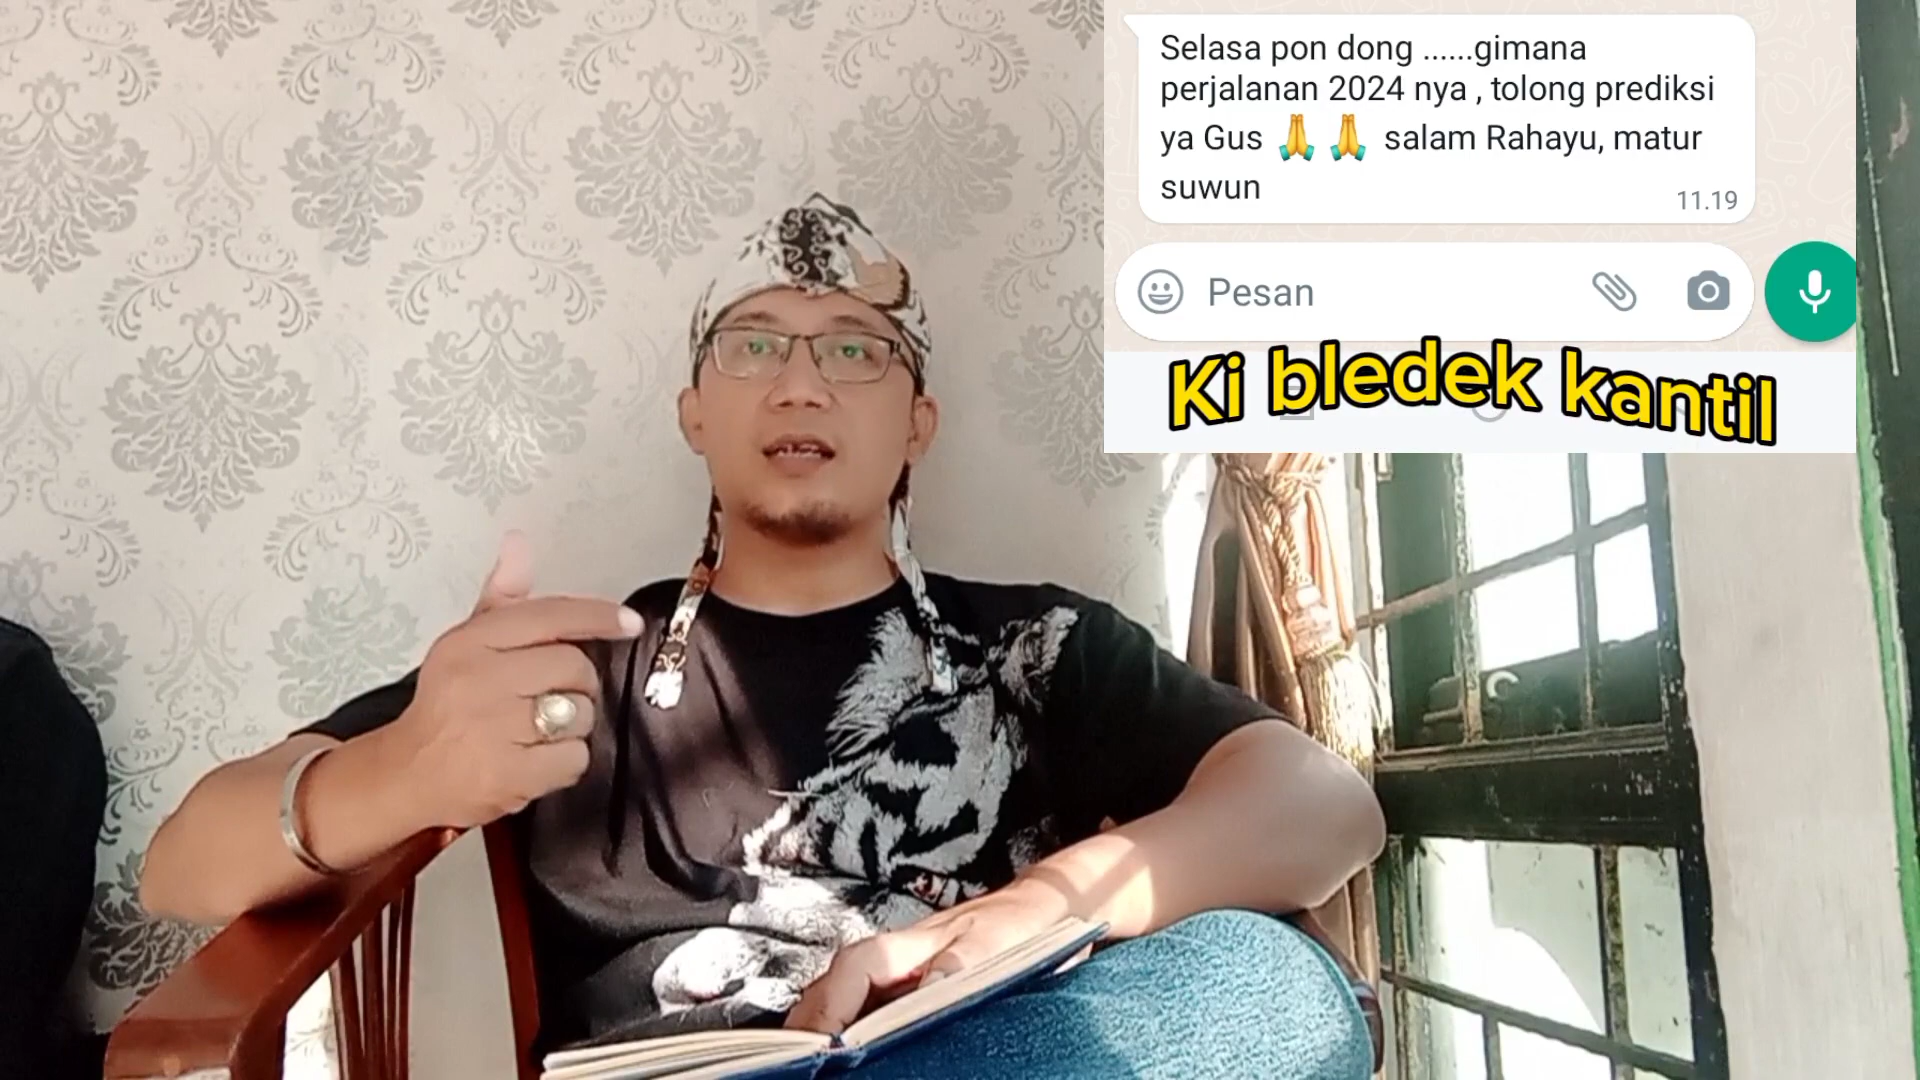 Selasa pon dong ......gimana
perjalanan 2024 nya , tolong prediksi
ya Gus 🙏 🙏 salam Rahayu, matur
suwun
11.19
Pesan
Ki bledek kantil